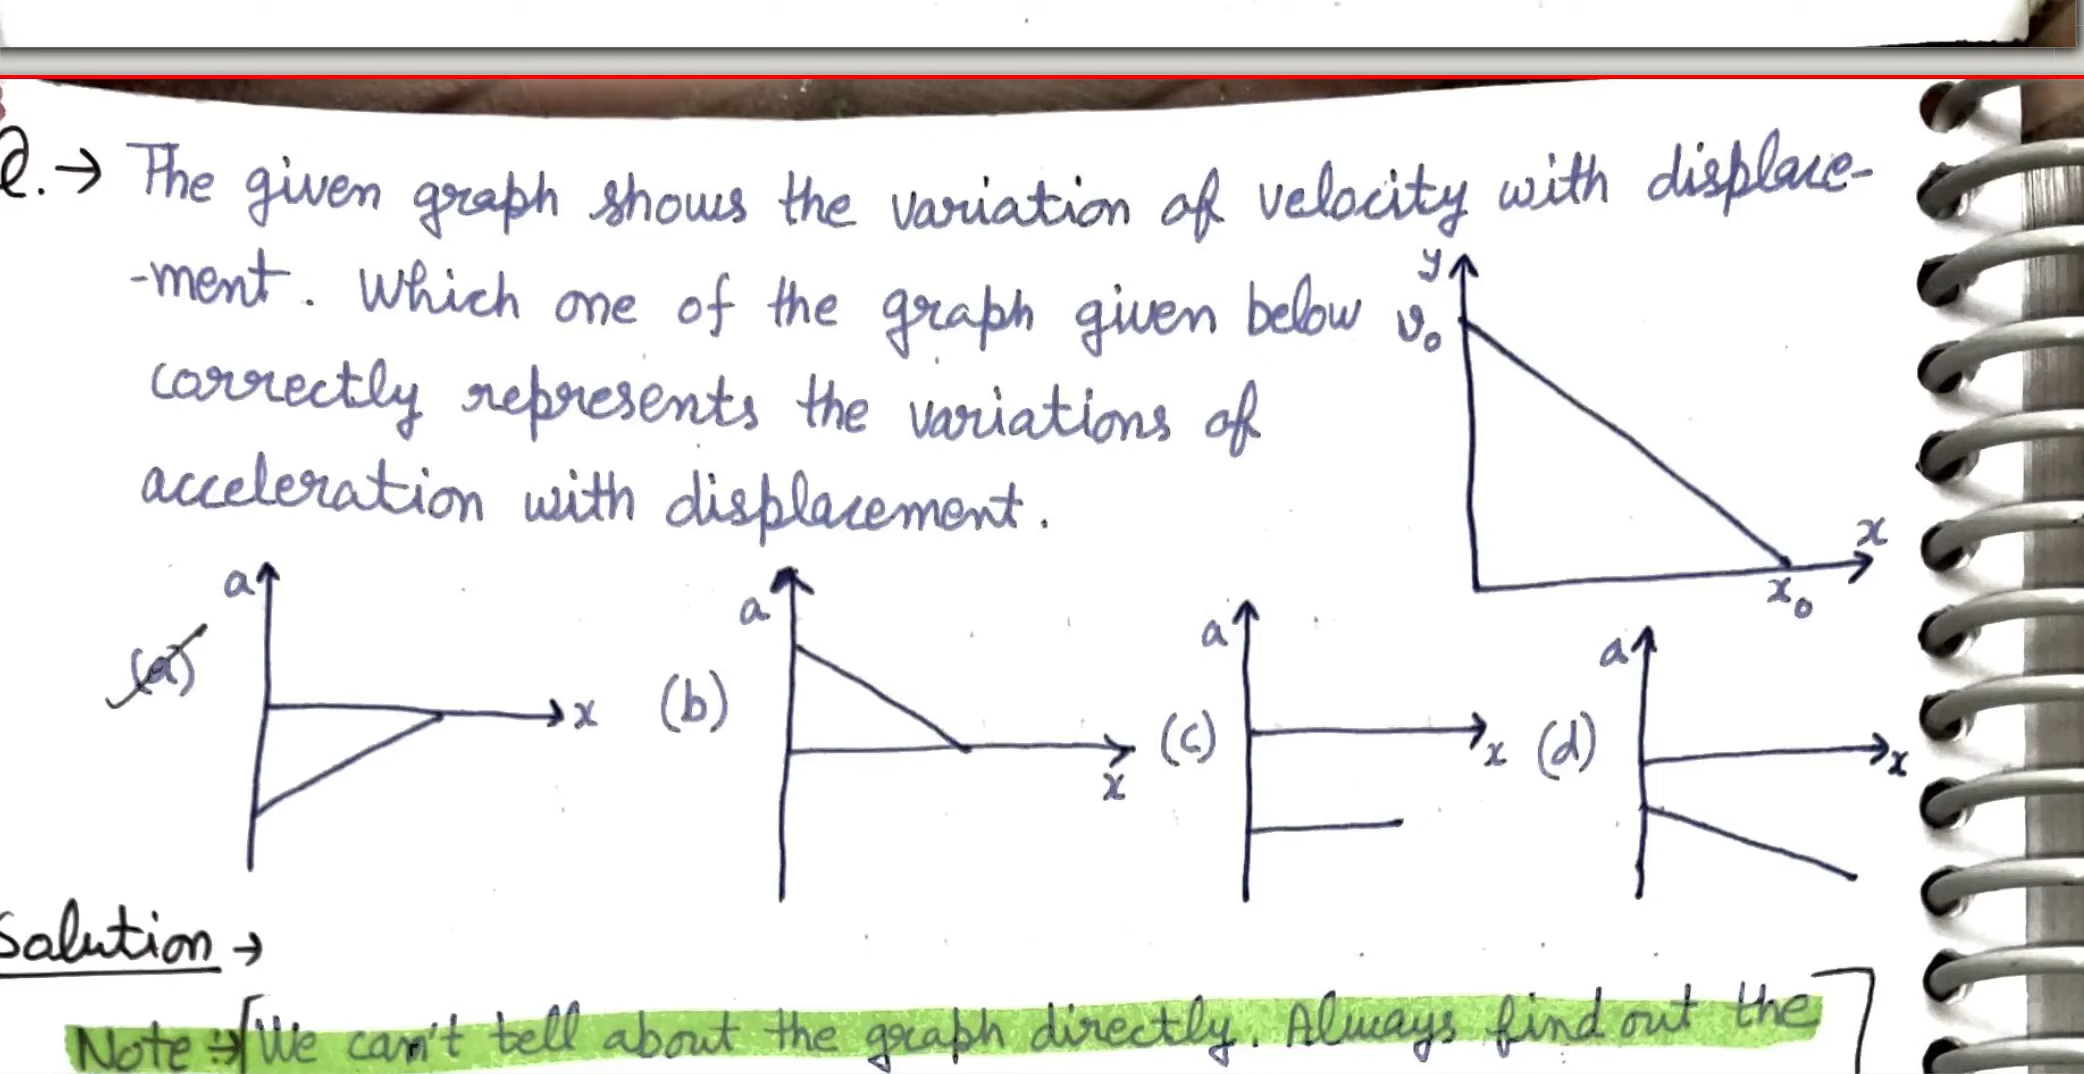 Q. → The given graph shows the variation of velocity with displace-
-ment. Which one of the graph given below
correctly represents the variations of
acceleration with displacement.
y
v₀
x
x₀
(a) a x
(b) a x
(c) a x
(d) a x
Solution →
Note ⇒ [We can't tell about the graph directly. Always find out the